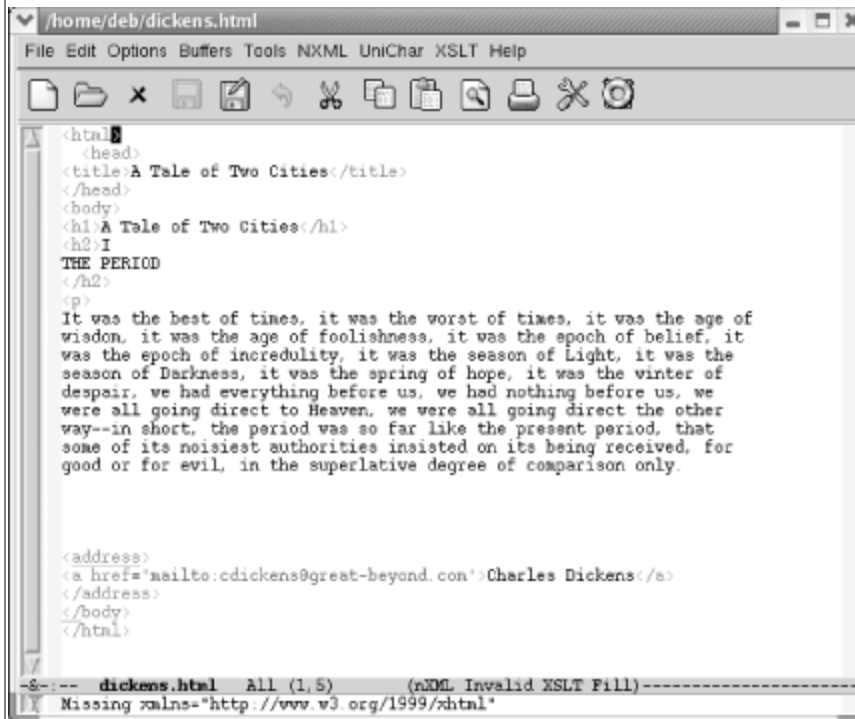 /home/deb/dickens.html
File Edit Options Buffers Tools NXML UniChar XSLT Help
<html>
<head>
<title>A Tale of Two Cities</title>
</head>
<body>
<h1>A Tale of Two Cities</h1>
<h2>I
THE PERIOD
</h2>
<p>
It was the best of times, it was the worst of times, it was the age of
wisdom, it was the age of foolishness, it was the epoch of belief, it
was the epoch of incredulity, it was the season of Light, it was the
season of Darkness, it was the spring of hope, it was the winter of
despair, we had everything before us, we had nothing before us, we
were all going direct to Heaven, we were all going direct the other
way--in short, the period was so far like the present period, that
some of its noisiest authorities insisted on its being received, for
good or for evil, in the superlative degree of comparison only.
<address>
<a href="mailto:cdickens@great-beyond.com">Charles Dickens</a>
</address>
</body>
</html>
-&-:-- dickens.html All (1,5) (nXML Invalid XSLT Fill)--------------------
Missing xmlns="http://www.w3.org/1999/xhtml"